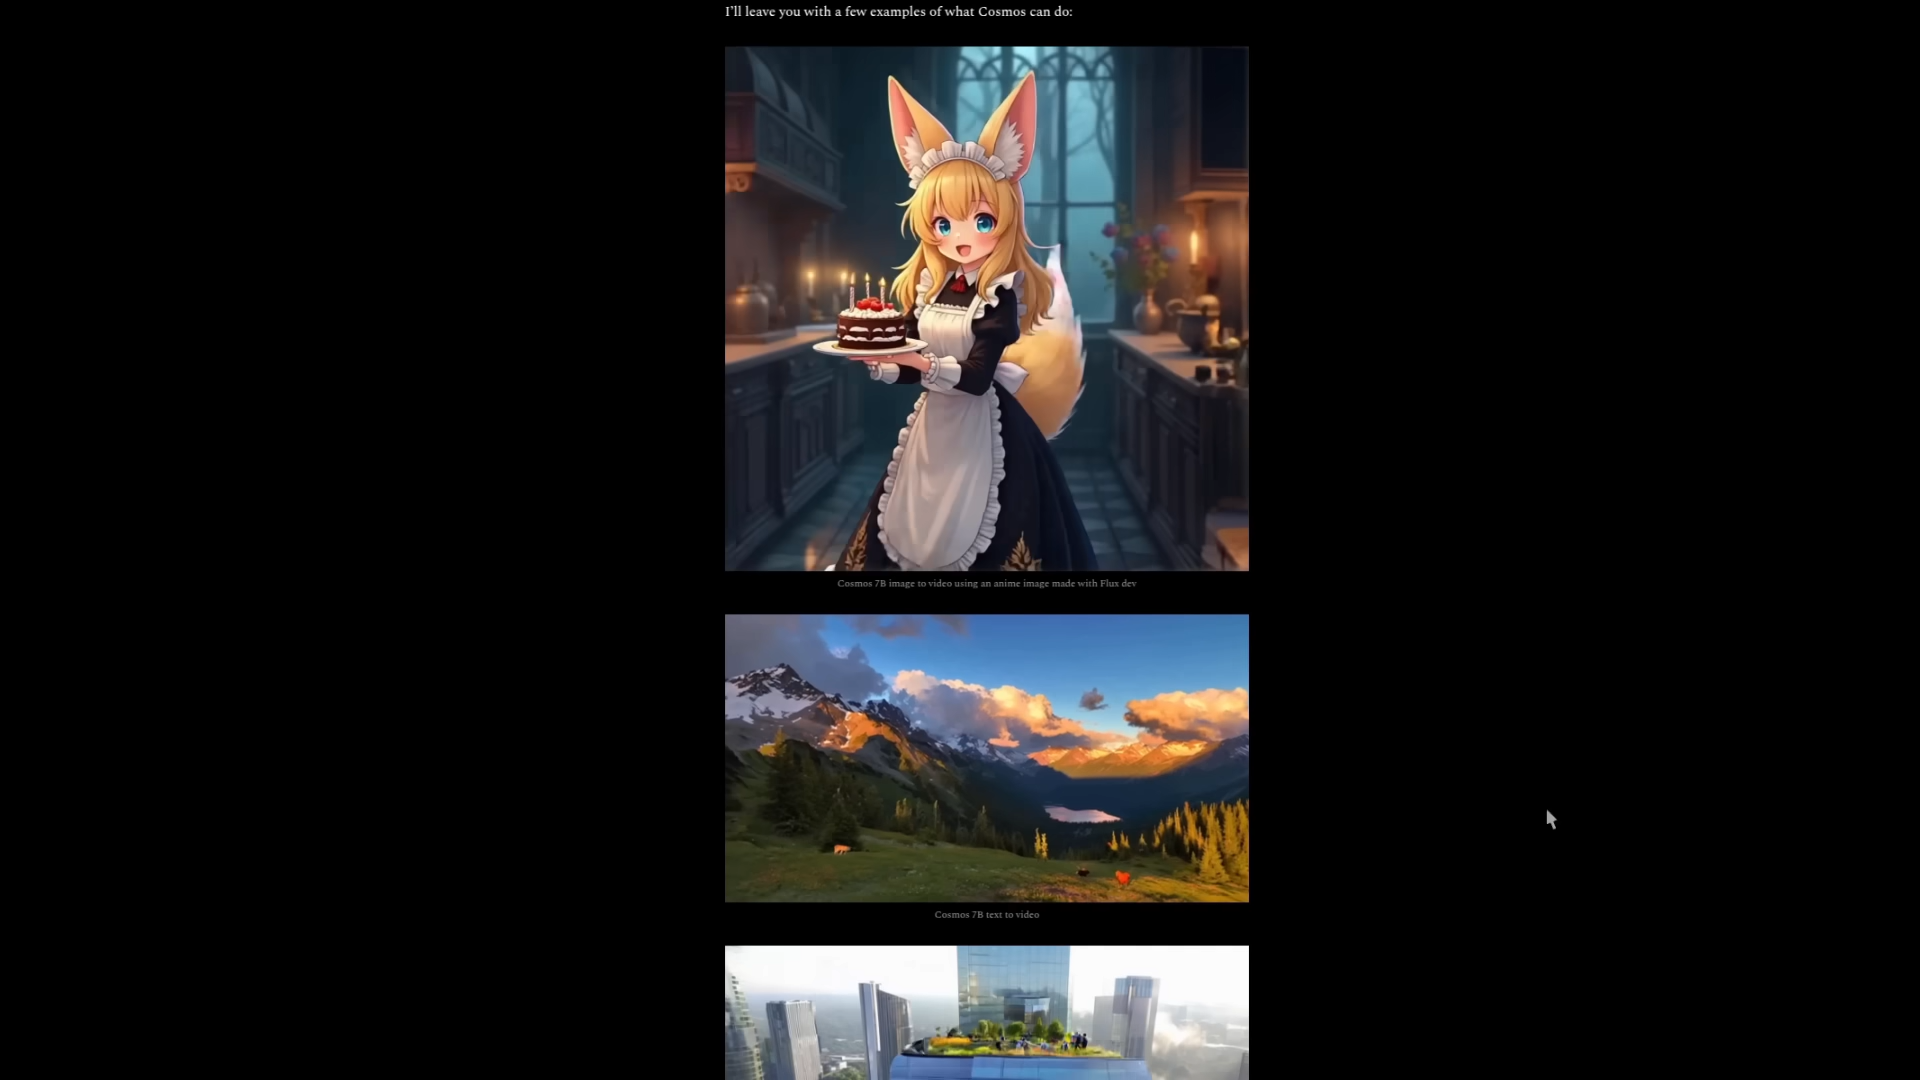 I'll leave you with a few examples of what Cosmos can do:
Cosmos 7B image to video using an anime image made with Flux dev
Cosmos 7B text to video